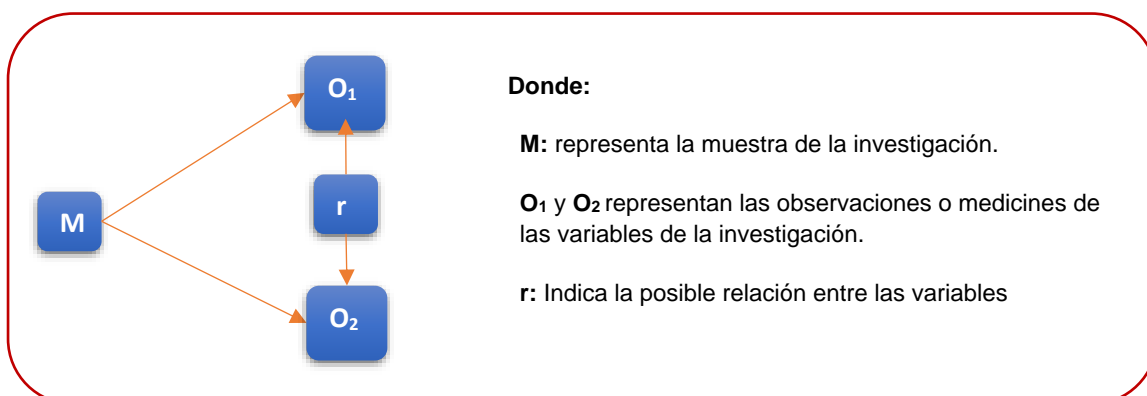 O₁
Donde:
M: representa la muestra de la investigación.
M
r
O₁ y O₂ representan las observaciones o medicines de
las variables de la investigación.
r: Indica la posible relación entre las variables
O₂